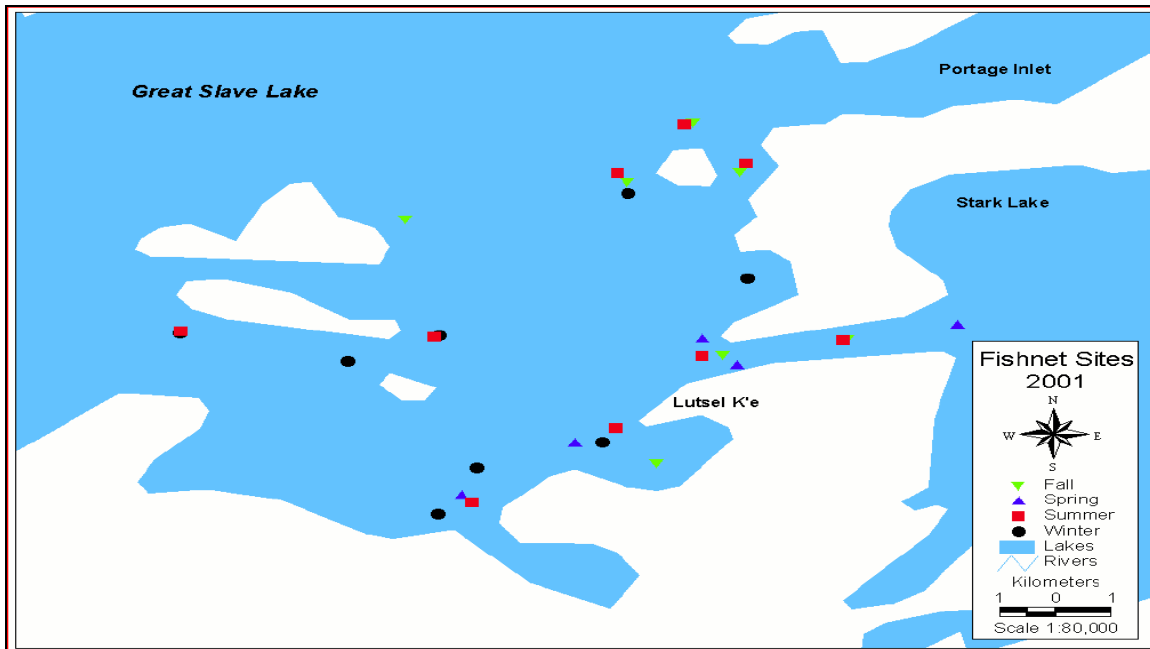 Portage Inlet
Great Slave Lake
Stark Lake
Lutsel K'e
Fishnet Sites
2001
N
W E
S
Fall
Spring
Summer
Winter
Lakes
Rivers
Kilometers
1 0 1
Scale 1:80,000